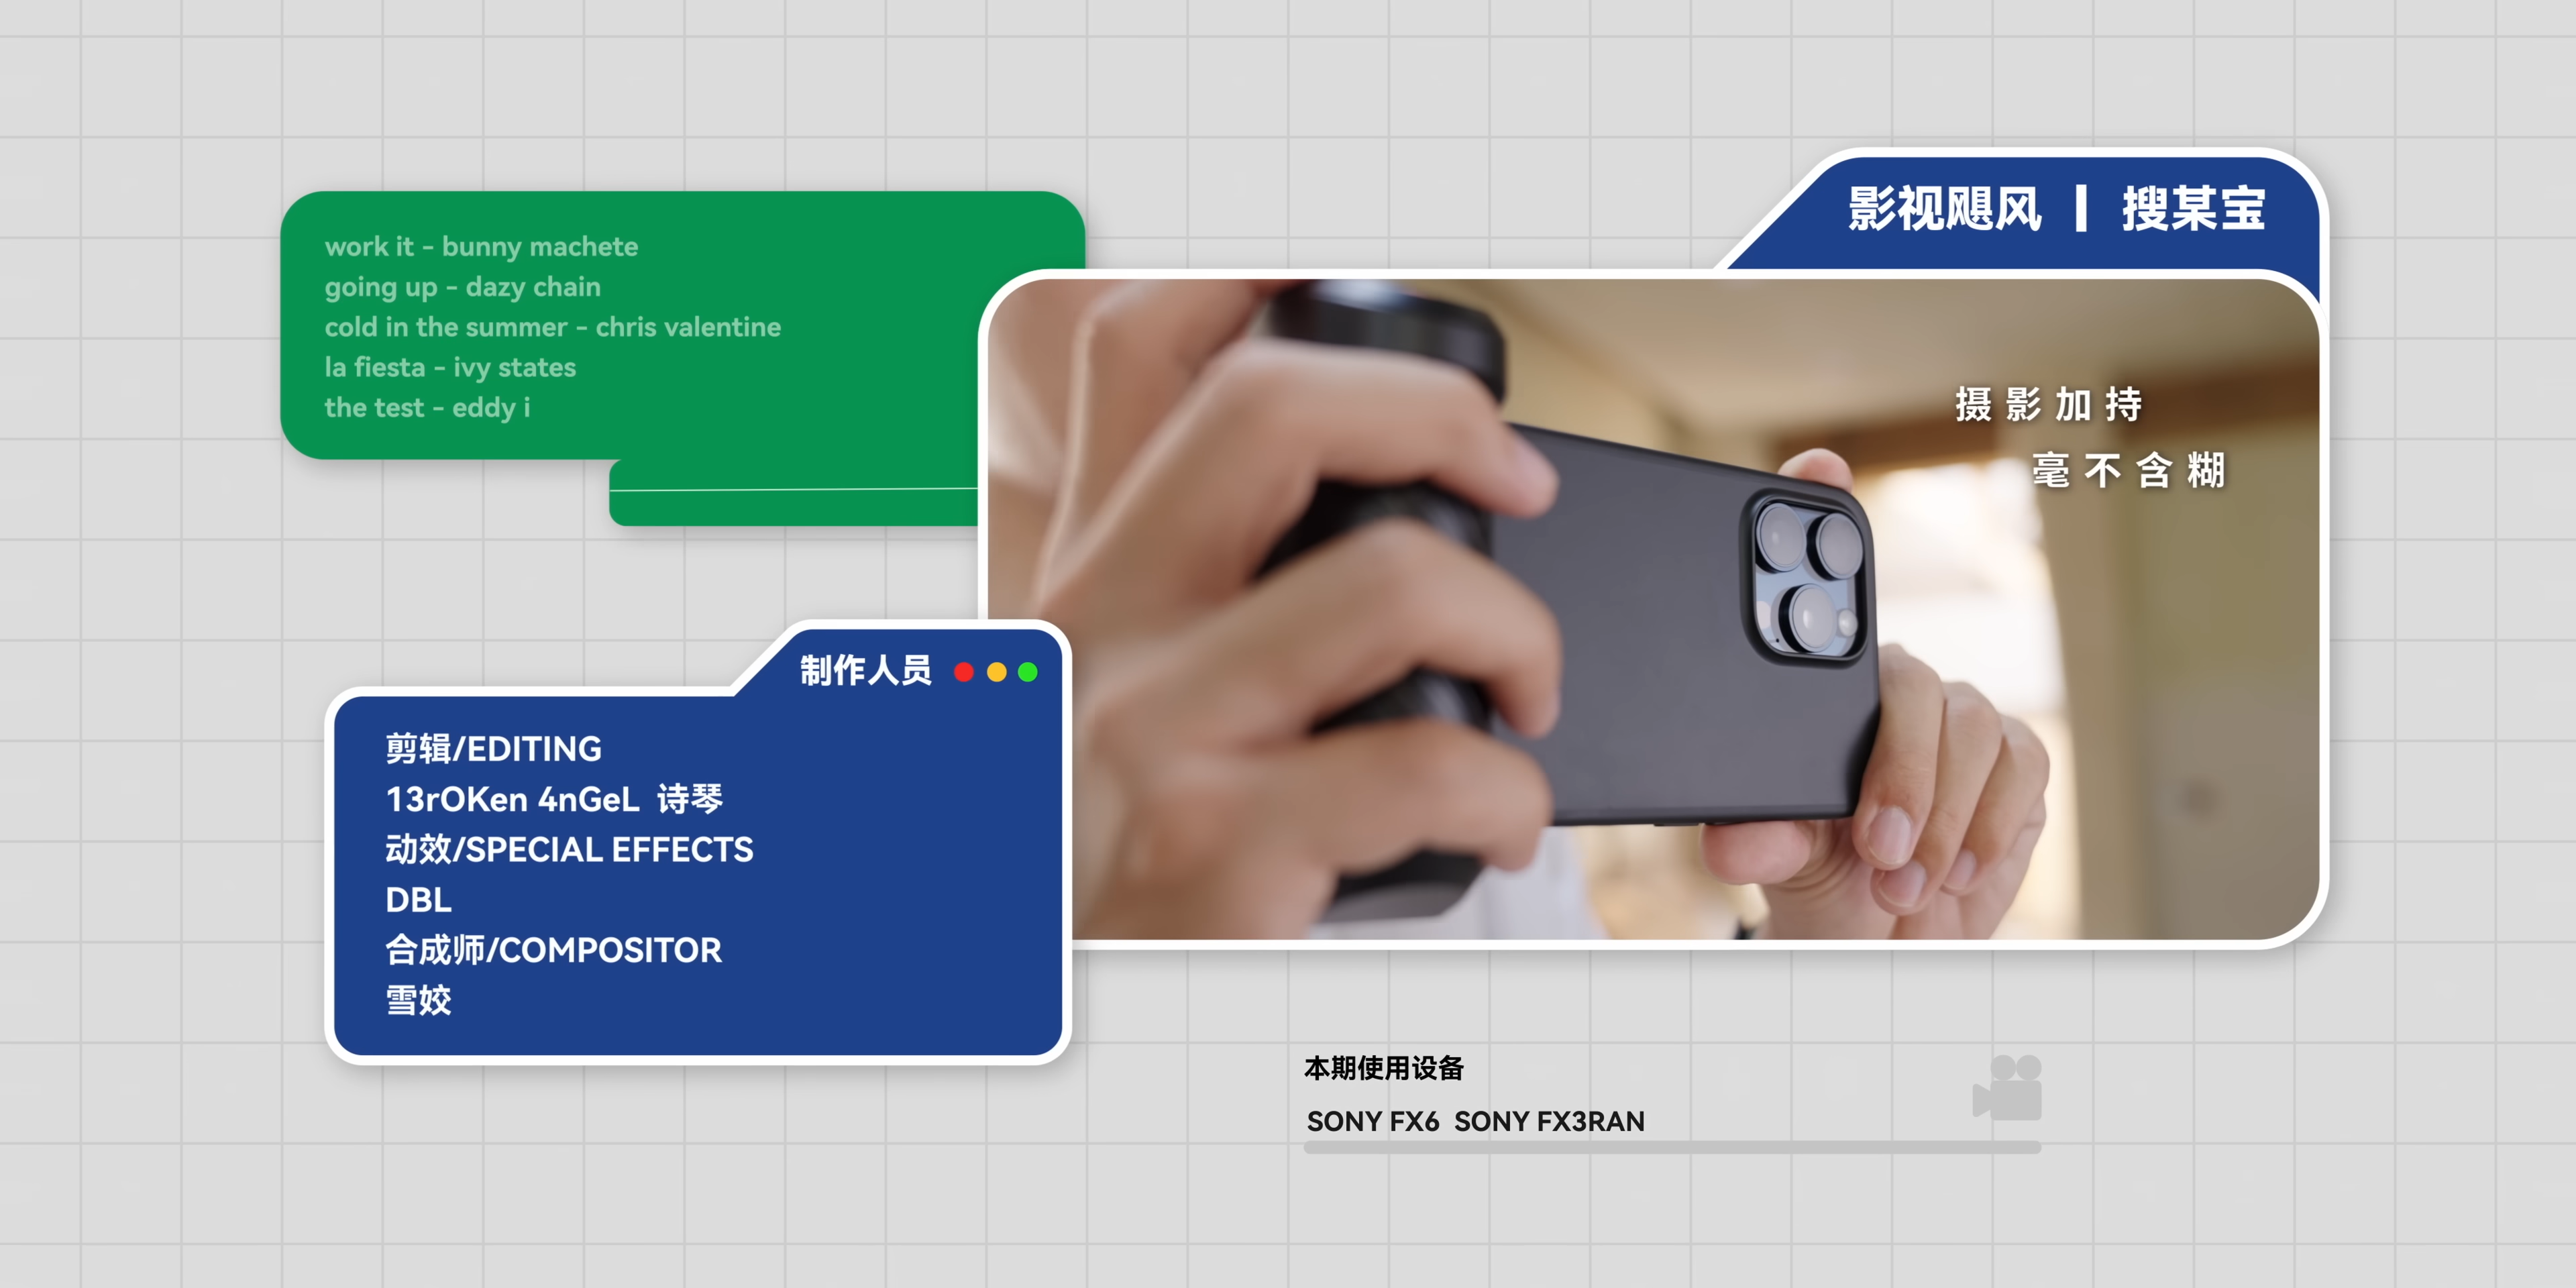 work it - bunny machete
going up - dazy chain
cold in the summer - chris valentine
la fiesta - ivy states
the test - eddy i
影视飓风 | 搜某宝
摄影加持
毫不含糊
制作人员
剪辑/EDITING
13rOKen 4nGeL 诗琴
动效/SPECIAL EFFECTS
DBL
合成师/COMPOSITOR
雪姣
本期使用设备
SONY FX6 SONY FX3RAN